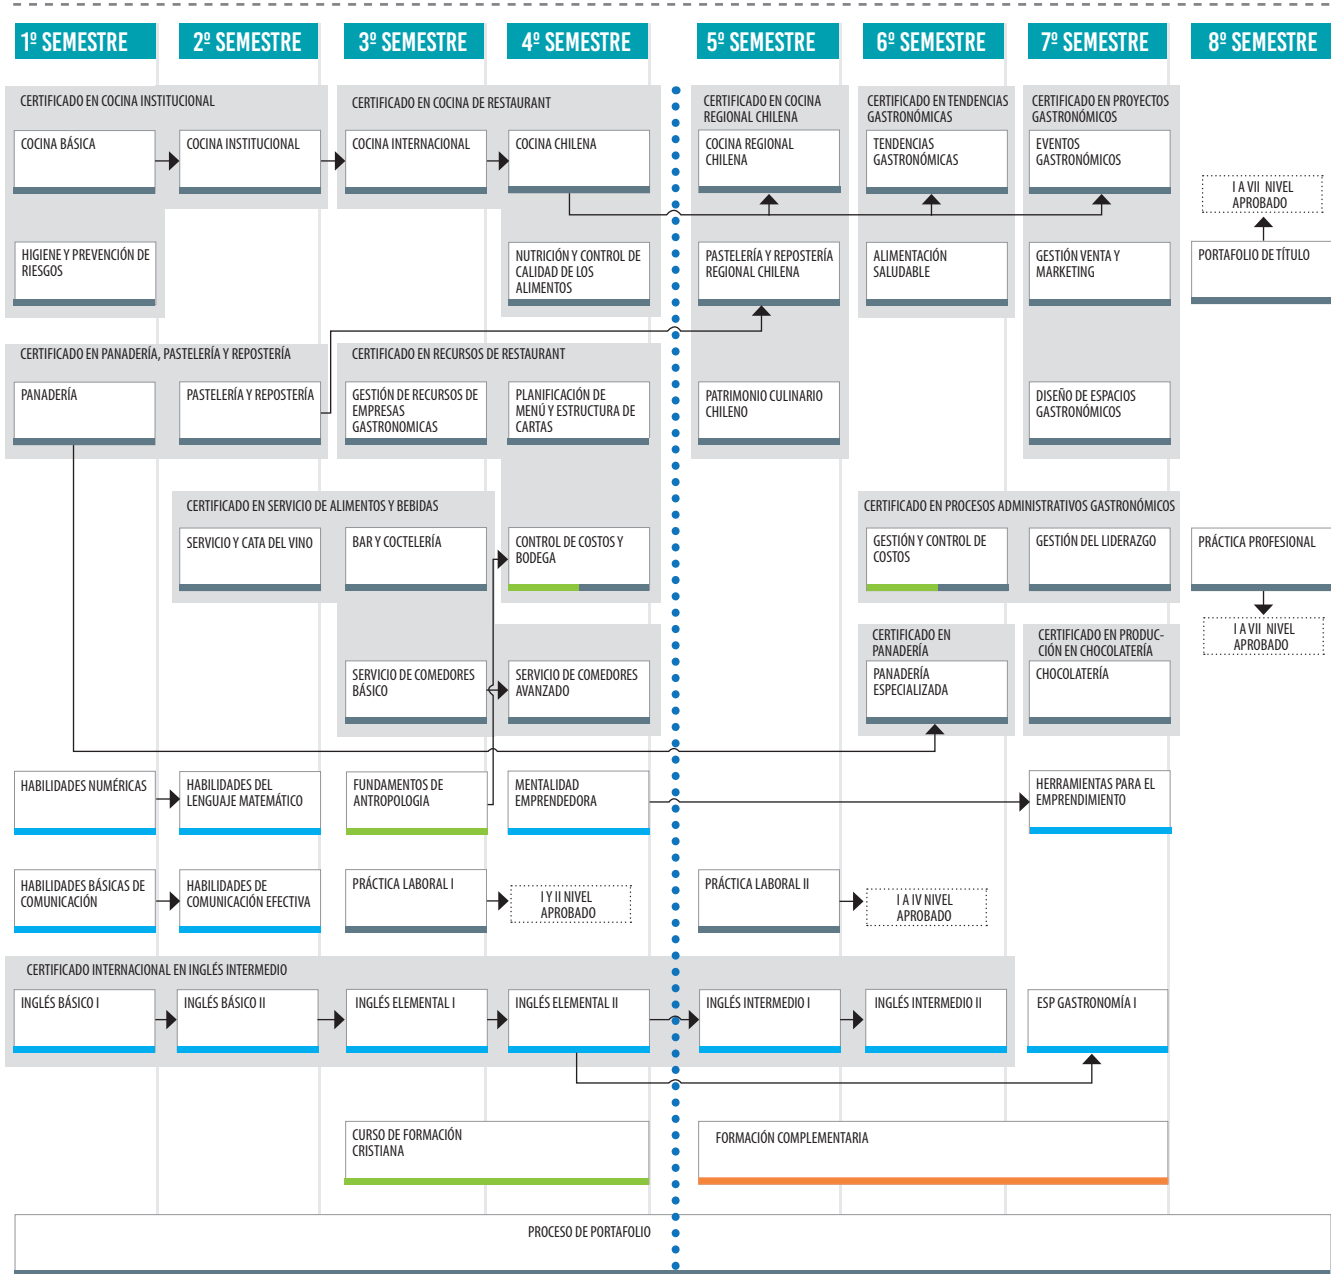 1º SEMESTRE
2º SEMESTRE
3º SEMESTRE
4º SEMESTRE
5º SEMESTRE
6º SEMESTRE
7º SEMESTRE
8º SEMESTRE
CERTIFICADO EN COCINA INSTITUCIONAL
CERTIFICADO EN COCINA DE RESTAURANT
CERTIFICADO EN COCINA
REGIONAL CHILENA
CERTIFICADO EN TENDENCIAS
GASTRONÓMICAS
CERTIFICADO EN PROYECTOS
GASTRONÓMICOS
COCINA BÁSICA
COCINA INSTITUCIONAL
COCINA INTERNACIONAL
COCINA CHILENA
COCINA REGIONAL
CHILENA
TENDENCIAS
GASTRONÓMICAS
EVENTOS
GASTRONÓMICOS
I A VII NIVEL
APROBADO
HIGIENE Y PREVENCIÓN DE
RIESGOS
NUTRICIÓN Y CONTROL DE
CALIDAD DE LOS
ALIMENTOS
PASTELERÍA Y REPOSTERÍA
REGIONAL CHILENA
ALIMENTACIÓN
SALUDABLE
GESTIÓN VENTA Y
MARKETING
PORTAFOLIO DE TÍTULO
CERTIFICADO EN PANADERÍA, PASTELERÍA Y REPOSTERÍA
CERTIFICADO EN RECURSOS DE RESTAURANT
PANADERÍA
PASTELERÍA Y REPOSTERÍA
GESTIÓN DE RECURSOS DE
EMPRESAS
GASTRONOMICAS
PLANIFICACIÓN DE
MENÚ Y ESTRUCTURA DE
CARTAS
PATRIMONIO CULINARIO
CHILENO
DISEÑO DE ESPACIOS
GASTRONÓMICOS
CERTIFICADO EN SERVICIO DE ALIMENTOS Y BEBIDAS
CERTIFICADO EN PROCESOS ADMINISTRATIVOS GASTRONÓMICOS
SERVICIO Y CATA DEL VINO
BAR Y COCTELERÍA
CONTROL DE COSTOS Y
BODEGA
GESTIÓN Y CONTROL DE
COSTOS
GESTIÓN DEL LIDERAZGO
PRÁCTICA PROFESIONAL
I A VII NIVEL
APROBADO
CERTIFICADO EN
PANADERÍA
CERTIFICADO EN PRODUC-
CIÓN EN CHOCOLATERÍA
SERVICIO DE COMEDORES
BÁSICO
SERVICIO DE COMEDORES
AVANZADO
PANADERÍA
ESPECIALIZADA
CHOCOLATERÍA
HABILIDADES NUMÉRICAS
HABILIDADES DEL
LENGUAJE MATEMÁTICO
FUNDAMENTOS DE
ANTROPOLOGIA
MENTALIDAD
EMPRENDEDORA
HERRAMIENTAS PARA EL
EMPRENDIMIENTO
HABILIDADES BÁSICAS DE
COMUNICACIÓN
HABILIDADES DE
COMUNICACIÓN EFECTIVA
PRÁCTICA LABORAL I
I Y II NIVEL
APROBADO
PRÁCTICA LABORAL II
I A IV NIVEL
APROBADO
CERTIFICADO INTERNACIONAL EN INGLÉS INTERMEDIO
INGLÉS BÁSICO I
INGLÉS BÁSICO II
INGLÉS ELEMENTAL I
INGLÉS ELEMENTAL II
INGLÉS INTERMEDIO I
INGLÉS INTERMEDIO II
ESP GASTRONOMÍA I
CURSO DE FORMACIÓN
CRISTIANA
FORMACIÓN COMPLEMENTARIA
PROCESO DE PORTAFOLIO